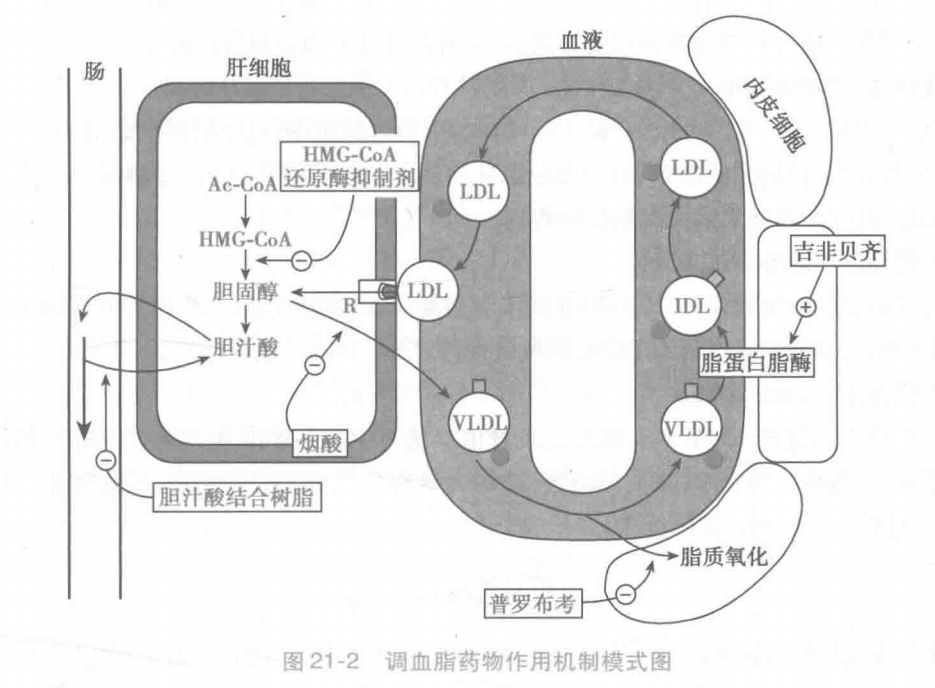 血液
肠
肝细胞
内皮细胞
HMG-CoA
还原酶抑制剂
LDL
LDL
Ac-CoA
HMG-CoA
吉非贝齐
胆固醇
R
LDL
IDL
胆汁酸
脂蛋白脂酶
VLDL
VLDL
烟酸
胆汁酸结合树脂
脂质氧化
普罗布考
图21-2 调血脂药物作用机制模式图